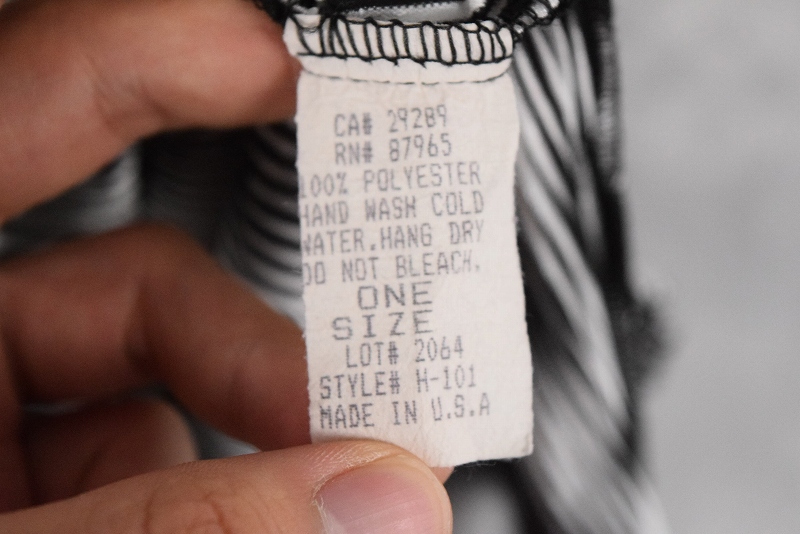 CA# 29289
RN# 87965
100% POLYESTER
HAND WASH COLD
WATER.HANG DRY
DO NOT BLEACH.
ONE
SIZE
LOT# 2064
STYLE# H-101
MADE IN U.S.A